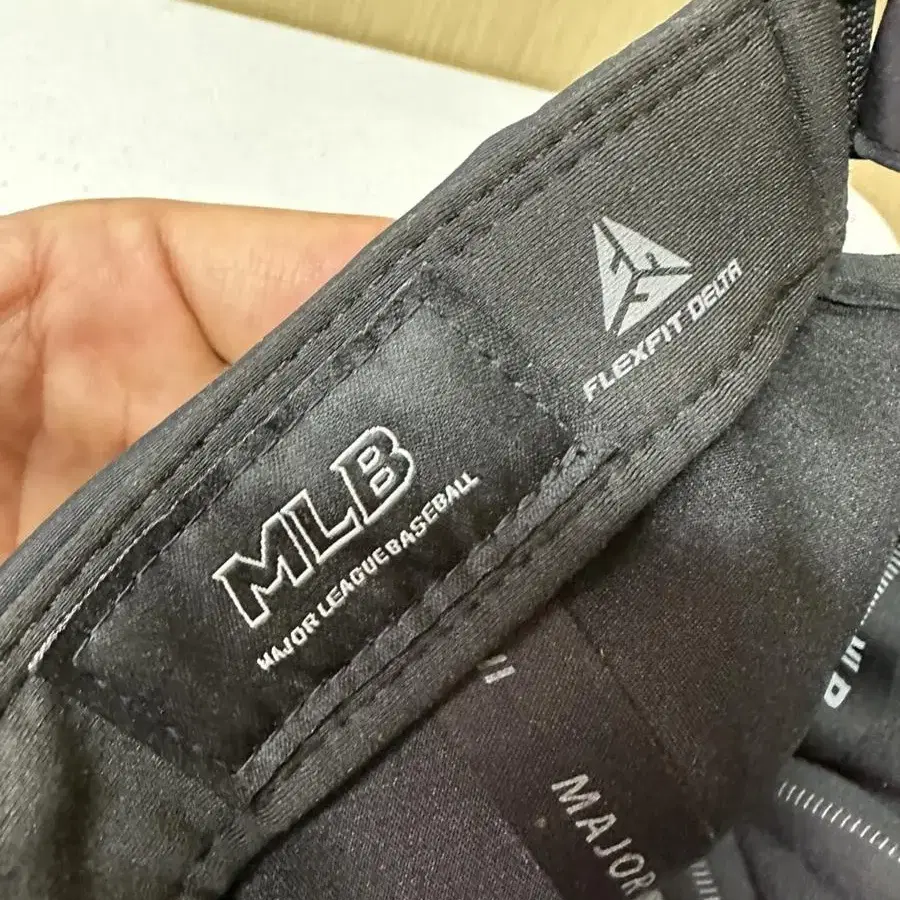 FLEXFIT DELTA
MLB
MAJOR LEAGUE BASEBALL
MAJOR